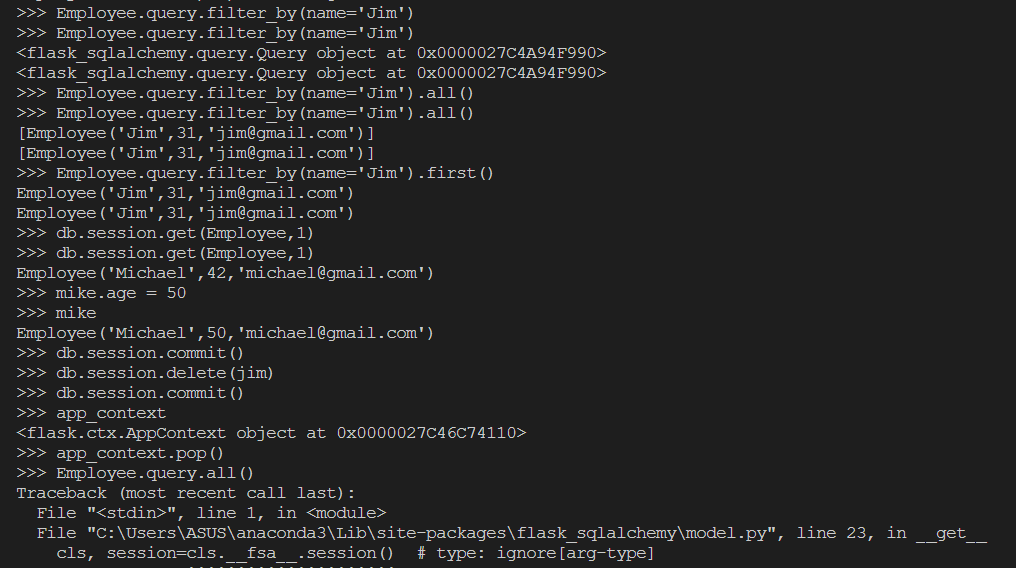 >>> Employee.query.filter_by(name='Jim')
>>> Employee.query.filter_by(name='Jim')
<flask_sqlalchemy.query.Query object at 0x0000027C4A94F990>
<flask_sqlalchemy.query.Query object at 0x0000027C4A94F990>
>>> Employee.query.filter_by(name='Jim').all()
>>> Employee.query.filter_by(name='Jim').all()
[Employee('Jim',31,'jim@gmail.com')]
[Employee('Jim',31,'jim@gmail.com')]
>>> Employee.query.filter_by(name='Jim').first()
Employee('Jim',31,'jim@gmail.com')
Employee('Jim',31,'jim@gmail.com')
>>> db.session.get(Employee,1)
>>> db.session.get(Employee,1)
Employee('Michael',42,'michael@gmail.com')
>>> mike.age = 50
>>> mike
Employee('Michael',50,'michael@gmail.com')
>>> db.session.commit()
>>> db.session.delete(jim)
>>> db.session.commit()
>>> app_context
<flask.ctx.AppContext object at 0x0000027C46C74110>
>>> app_context.pop()
>>> Employee.query.all()
Traceback (most recent call last):
  File "<stdin>", line 1, in <module>
  File "C:\Users\ASUS\anaconda3\Lib\site-packages\flask_sqlalchemy\model.py", line 23, in __get__
    cls, session=cls.__fsa__.session()  # type: ignore[arg-type]